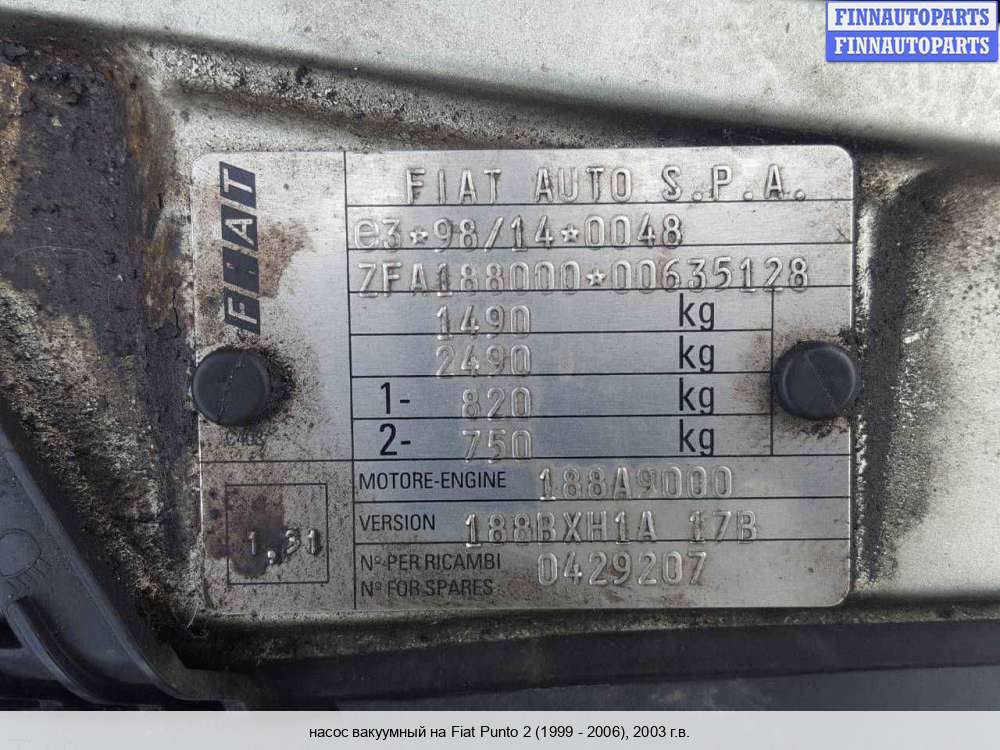 FINNAUTOPARTS
FINNAUTOPARTS
FIAT
FIAT AUTO S.P.A.
e3*98/14*0048
ZFA188000*00635128
1490 kg
2490 kg
1- 820 kg
2- 750 kg
MOTORE-ENGINE 188A9000
VERSION 188BXH1A 17B
Nº PER RICAMBI
Nº FOR SPARES 0429207
насос вакуумный на Fiat Punto 2 (1999 - 2006), 2003 г.в.